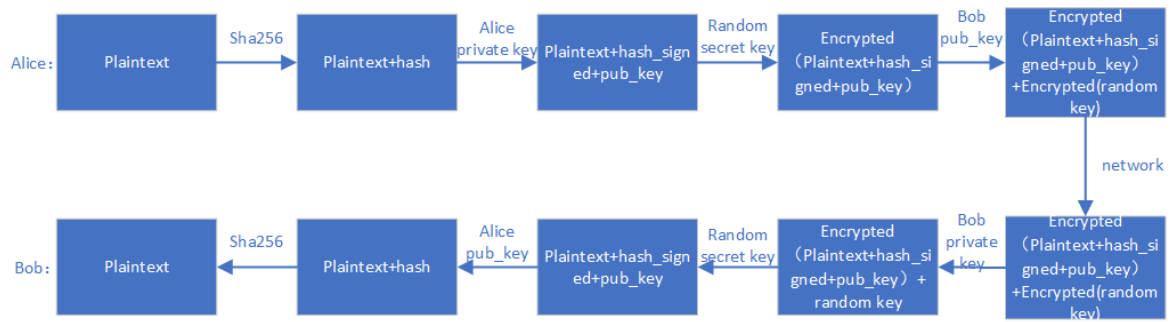 Alice:
Plaintext
Sha256
Plaintext+hash
Alice
private key
Plaintext+hash_sign
ed+pub_key
Random
secret key
Encrypted
（Plaintext+hash_si
gned+pub_key）
Bob
pub_key
Encrypted
（Plaintext+hash_si
gned+pub_key）
+Encrypted(random
key)
network
Bob:
Plaintext
Sha256
Plaintext+hash
Alice
pub_key
Plaintext+hash_sign
ed+pub_key
Random
secret key
Encrypted
（Plaintext+hash_si
gned+pub_key）+
random key
Bob
private
key
Encrypted
（Plaintext+hash_si
gned+pub_key）
+Encrypted(random
key)